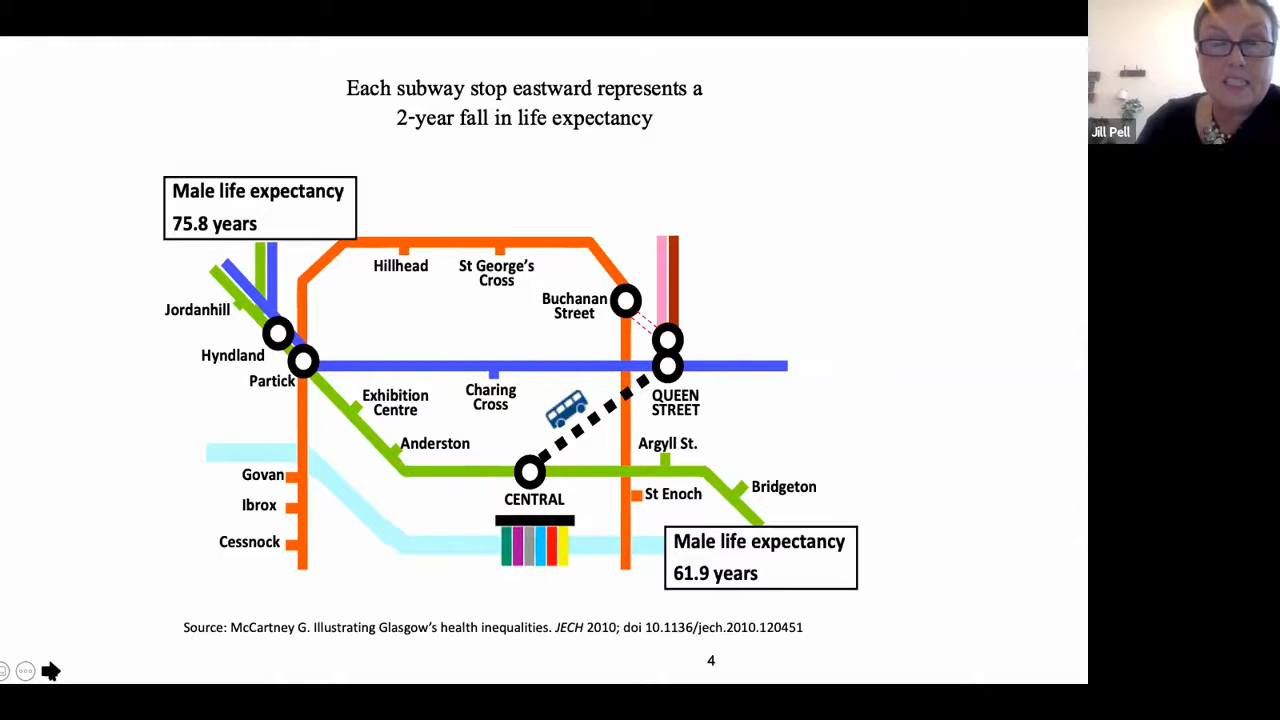 Each subway stop eastward represents a
2-year fall in life expectancy
Jill Pell
Male life expectancy
75.8 years
Hillhead
St George's
Cross
Buchanan
Street
Jordanhill
Hyndland
Partick
Exhibition
Centre
Charing
Cross
QUEEN
STREET
Anderston
Argyll St.
Govan
Ibrox
Cessnock
CENTRAL
St Enoch
Bridgeton
Male life expectancy
61.9 years
Source: McCartney G. Illustrating Glasgow's health inequalities. JECH 2010; doi 10.1136/jech.2010.120451
4